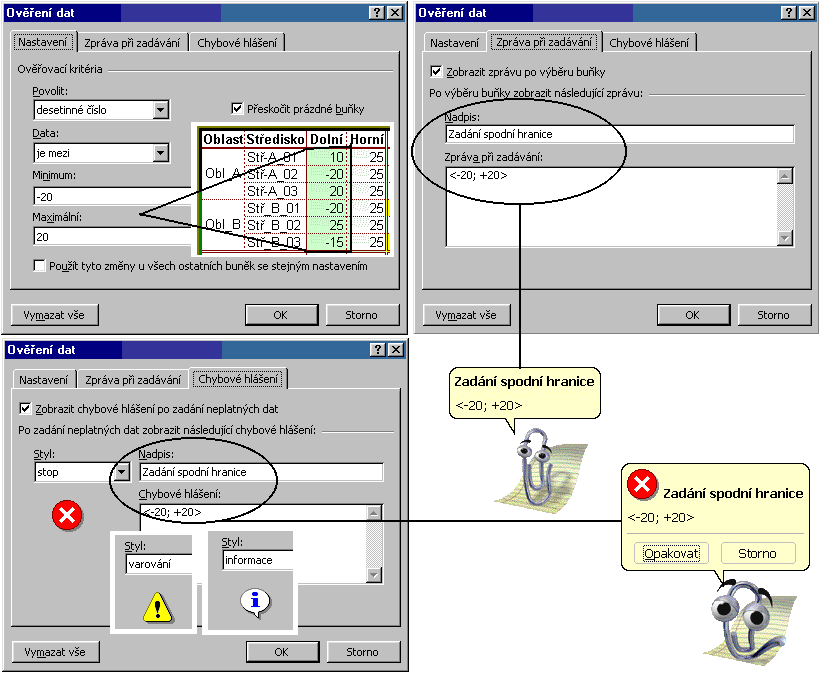 Ověření dat
Nastavení
Zpráva při zadávání
Chybové hlášení
Ověřovací kritéria
Povolit:
desetinné číslo
Přeskočit prázdné buňky
Data:
je mezi
Minimum:
-20
Maximální:
20
Oblast Středisko Dolní Horní
Stř-A_01 10 25
Obl_A Stř-A_02 -20 25
Stř-A_03 20 25
Stř_B_01 -20 25
Obl_B Stř_B_02 25 25
Stř_B_03 -15 25
Použít tyto změny u všech ostatních buněk se stejným nastavením
Vymazat vše
OK
Storno
Ověření dat
Nastavení
Zpráva při zadávání
Chybové hlášení
Zobrazit zprávu po výběru buňky
Po výběru buňky zobrazit následující zprávu:
Nadpis:
Zadání spodní hranice
Zpráva při zadávání:
<-20; +20>
Vymazat vše
OK
Storno
Ověření dat
Nastavení
Zpráva při zadávání
Chybové hlášení
Zobrazit chybové hlášení po zadání neplatných dat
Po zadání neplatných dat zobrazit následující chybové hlášení:
Styl:
stop
Nadpis:
Zadání spodní hranice
Chybové hlášení:
<-20; +20>
Styl:
varování
Styl:
informace
Vymazat vše
OK
Storno
Zadání spodní hranice
<-20; +20>
Zadání spodní hranice
<-20; +20>
Opakovat
Storno